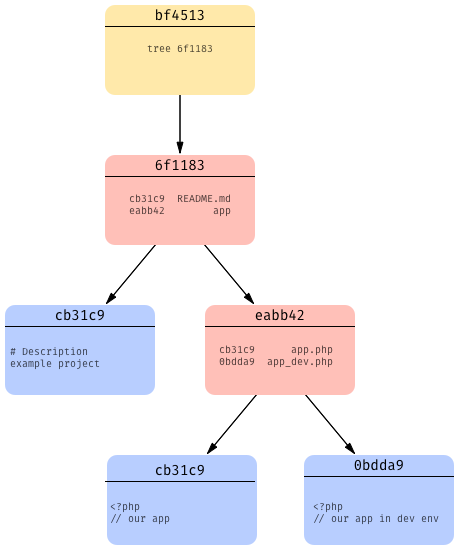 bf4513
tree 6f1183
6f1183
cb31c9 README.md
eabb42 app
cb31c9
# Description
example project
eabb42
cb31c9 app.php
0bdda9 app_dev.php
cb31c9
<?php
// our app
0bdda9
<?php
// our app in dev env